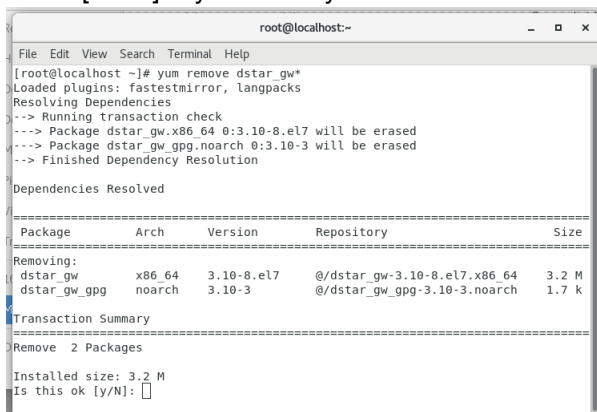 root@localhost:~
File Edit View Search Terminal Help
[root@localhost ~]# yum remove dstar_gw*
Loaded plugins: fastestmirror, langpacks
Resolving Dependencies
--> Running transaction check
---> Package dstar_gw.x86_64 0:3.10-8.el7 will be erased
---> Package dstar_gw_gpg.noarch 0:3.10-3 will be erased
--> Finished Dependency Resolution
Dependencies Resolved
Package Arch Version Repository Size
Removing:
dstar_gw x86_64 3.10-8.el7 @/dstar_gw-3.10-8.el7.x86_64 3.2 M
dstar_gw_gpg noarch 3.10-3 @/dstar_gw_gpg-3.10-3.noarch 1.7 k
Transaction Summary
Remove 2 Packages
Installed size: 3.2 M
Is this ok [y/N]: